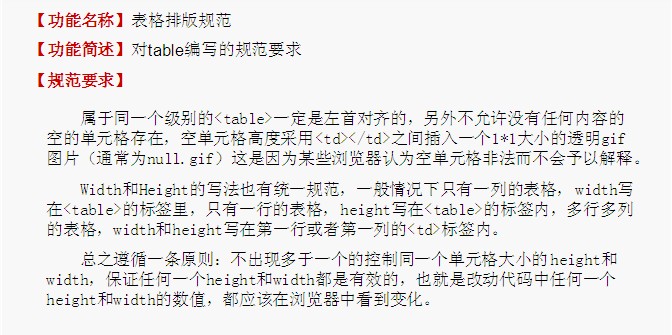 【功能名称】表格排版规范
【功能简述】对table编写的规范要求
【规范要求】
属于同一个级别的<table>一定是左首对齐的，另外不允许没有任何内容的
空的单元格存在，空单元格高度采用<td></td>之间插入一个1*1大小的透明gif
图片（通常为null.gif）这是因为某些浏览器认为空单元格非法而不会予以解释。
Width和Height的写法也有统一规范，一般情况下只有一列的表格，width写
在<table>的标签里，只有一行的表格，height写在<table>的标签内，多行多列
的表格，width和height写在第一行或者第一列的<td>标签内。
总之遵循一条原则：不出现多于一个的控制同一个单元格大小的height和
width，保证任何一个height和width都是有效的，也就是改动代码中任何一个
height和width的数值，都应该在浏览器中看到变化。